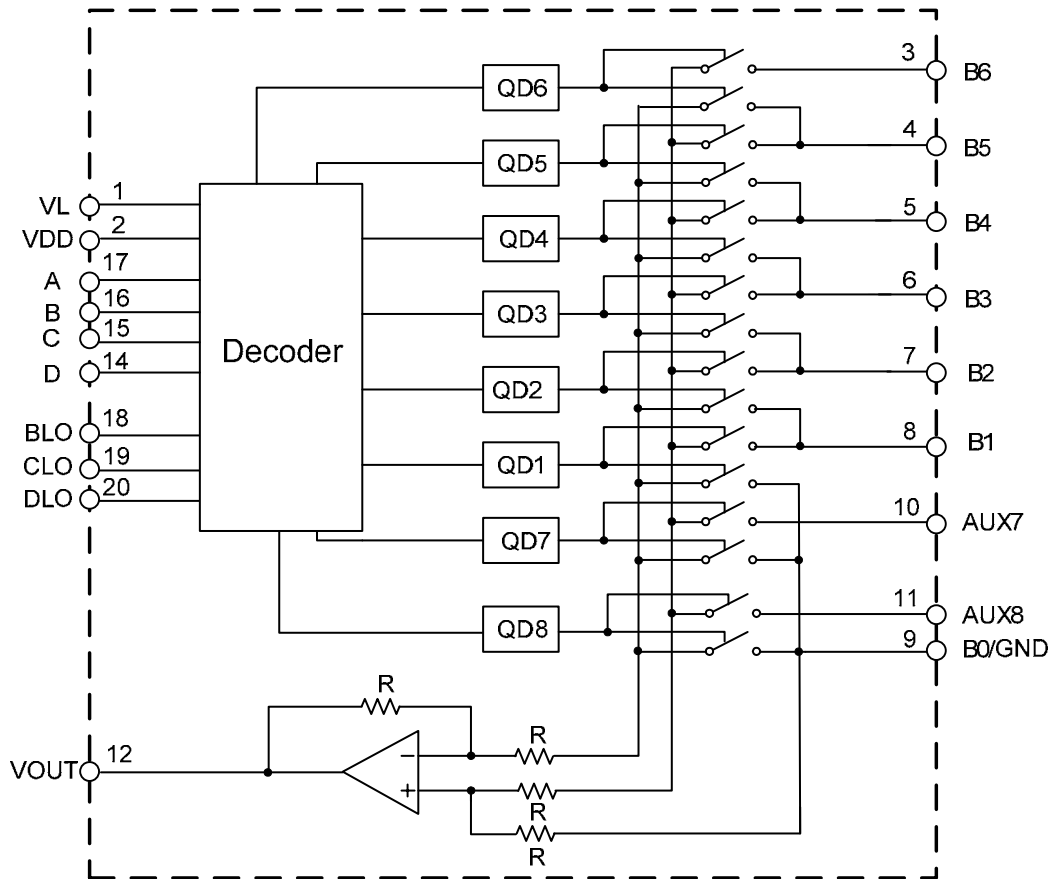 3
B6
QD6
4
B5
QD5
1
VL
5
B4
QD4
2
VDD
17
A
6
B3
QD3
16
B
15
C
Decoder
14
D
7
B2
QD2
18
BLO
8
B1
QD1
19
CLO
20
DLO
10
AUX7
QD7
11
AUX8
QD8
9
B0/GND
R
R
12
VOUT
−
+
R
R